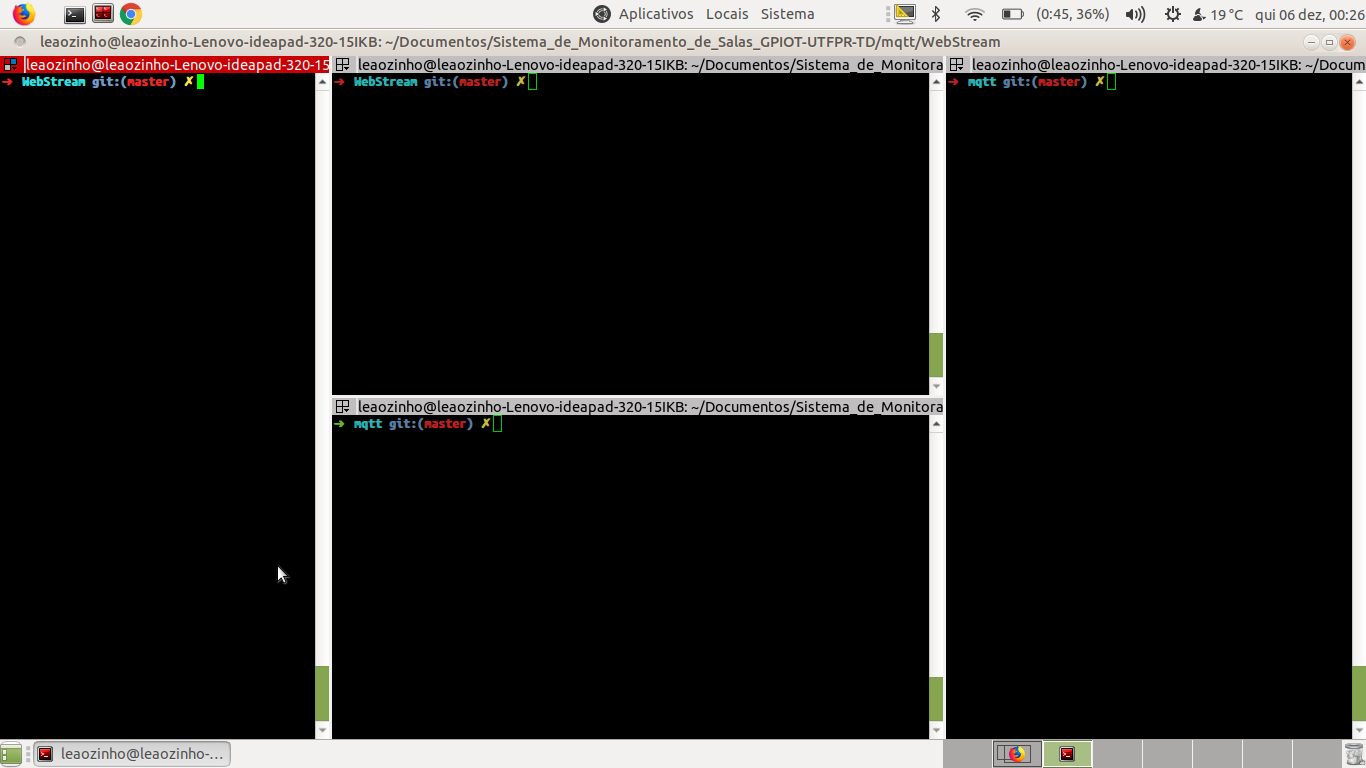 Aplicativos Locais Sistema (0:45, 36%) 19 °C qui 06 dez, 00:26
leaozinho@leaozinho-Lenovo-ideapad-320-15IKB: ~/Documentos/Sistema_de_Monitoramento_de_Salas_GPIOT-UTFPR-TD/mqtt/WebStream
leaozinho@leaozinho-Lenovo-ideapad-320-15
➜ WebStream git:(master) ✗
leaozinho@leaozinho-Lenovo-ideapad-320-15IKB: ~/Documentos/Sistema_de_Monitora
➜ WebStream git:(master) ✗
leaozinho@leaozinho-Lenovo-ideapad-320-15IKB: ~/Documentos/Sistema_de_Monitora
➜ mqtt git:(master) ✗
leaozinho@leaozinho-Lenovo-ideapad-320-15IKB: ~/Docum
➜ mqtt git:(master) ✗
leaozinho@leaozinho-...